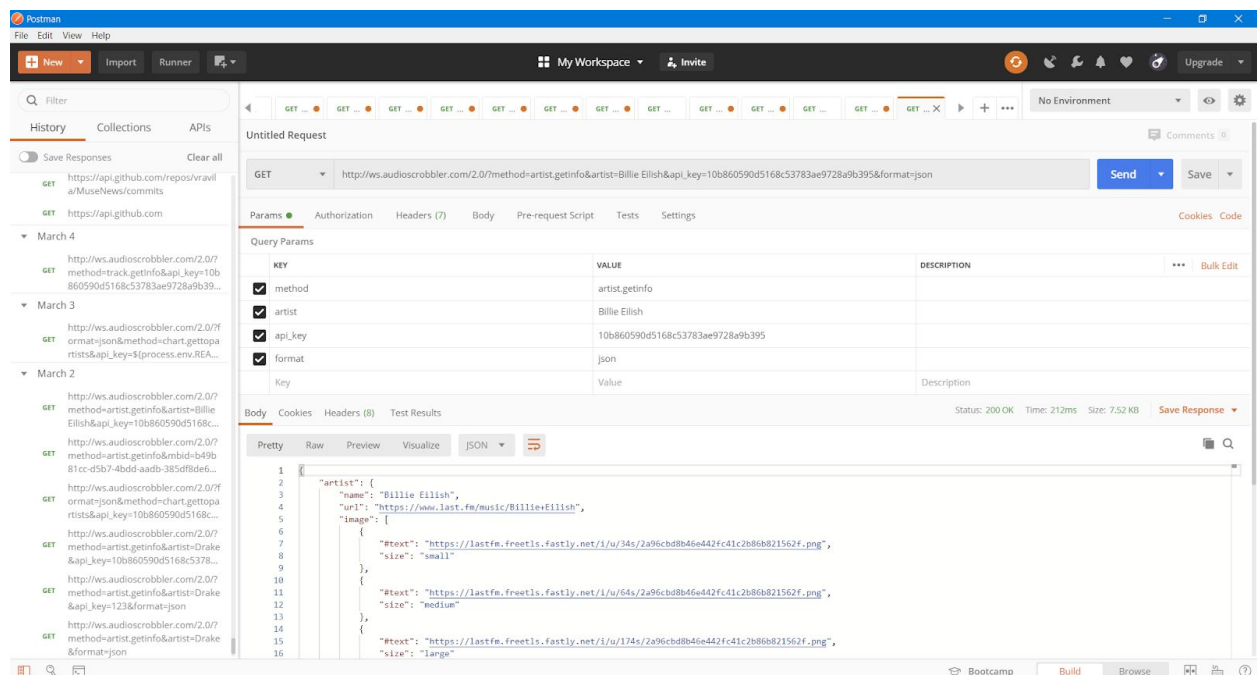 Postman
File Edit View Help
New Import Runner My Workspace Invite Upgrade
Filter
History Collections APIs
Save Responses Clear all
GET https://api.github.com/repos/vravil
a/MuseNews/commits
GET https://api.github.com
March 4
http://ws.audioscrobbler.com/2.0/?
GET method=track.getInfo&api_key=10b
860590d5168c53783ae9728a9b39...
March 3
http://ws.audioscrobbler.com/2.0/?f
GET ormat=json&method=chart.gettopa
rtists&api_key=${process.env.REA...
March 2
http://ws.audioscrobbler.com/2.0/?
GET method=artist.getinfo&artist=Billie
Eilish&api_key=10b860590d5168c...
http://ws.audioscrobbler.com/2.0/?
GET method=artist.getinfo&mbid=b49b
81cc-d5b7-4bdd-aadb-385df8de6...
http://ws.audioscrobbler.com/2.0/?f
GET ormat=json&method=chart.gettopa
rtists&api_key=10b860590d5168c...
http://ws.audioscrobbler.com/2.0/?
GET method=artist.getinfo&artist=Drake
&api_key=10b860590d5168c5378...
http://ws.audioscrobbler.com/2.0/?
GET method=artist.getinfo&artist=Drake
&api_key=123&format=json
http://ws.audioscrobbler.com/2.0/?
GET method=artist.getinfo&artist=Drake
&format=json
GET ... GET ... GET ... GET ... GET ... GET ... GET ... GET ... GET ... GET ... GET ... GET ... GET ... X + ...
No Environment
Untitled Request Comments 0
GET http://ws.audioscrobbler.com/2.0/?method=artist.getinfo&artist=Billie Eilish&api_key=10b860590d5168c53783ae9728a9b395&format=json Send Save
Params Authorization Headers (7) Body Pre-request Script Tests Settings Cookies Code
Query Params
KEY VALUE DESCRIPTION ... Bulk Edit
method artist.getinfo
artist Billie Eilish
api_key 10b860590d5168c53783ae9728a9b395
format json
Key Value Description
Body Cookies Headers (8) Test Results Status: 200 OK Time: 212ms Size: 7.52 KB Save Response
Pretty Raw Preview Visualize JSON
1 {
2 "artist": {
3 "name": "Billie Eilish",
4 "url": "https://www.last.fm/music/Billie+Eilish",
5 "image": [
6 {
7 "#text": "https://lastfm.freetls.fastly.net/i/u/34s/2a96cbd8b46e442fc41c2b86b821562f.png",
8 "size": "small"
9 },
10 {
11 "#text": "https://lastfm.freetls.fastly.net/i/u/64s/2a96cbd8b46e442fc41c2b86b821562f.png",
12 "size": "medium"
13 },
14 {
15 "#text": "https://lastfm.freetls.fastly.net/i/u/174s/2a96cbd8b46e442fc41c2b86b821562f.png",
16 "size": "large"
Bootcamp Build Browse